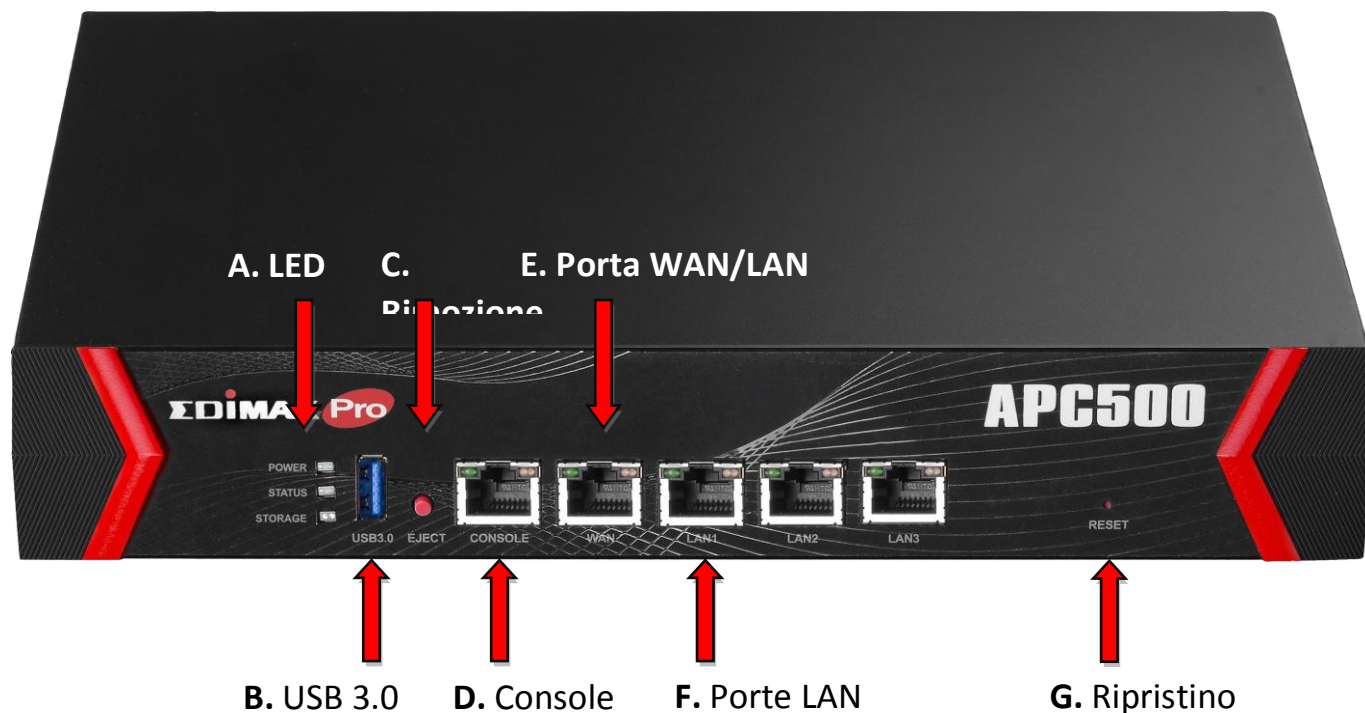 A. LED
C.
Rimozione
E. Porta WAN/LAN
EDiMAX Pro
APC500
POWER
STATUS
STORAGE
USB3.0 EJECT CONSOLE WAN LAN1 LAN2 LAN3
RESET
B. USB 3.0
D. Console
F. Porte LAN
G. Ripristino